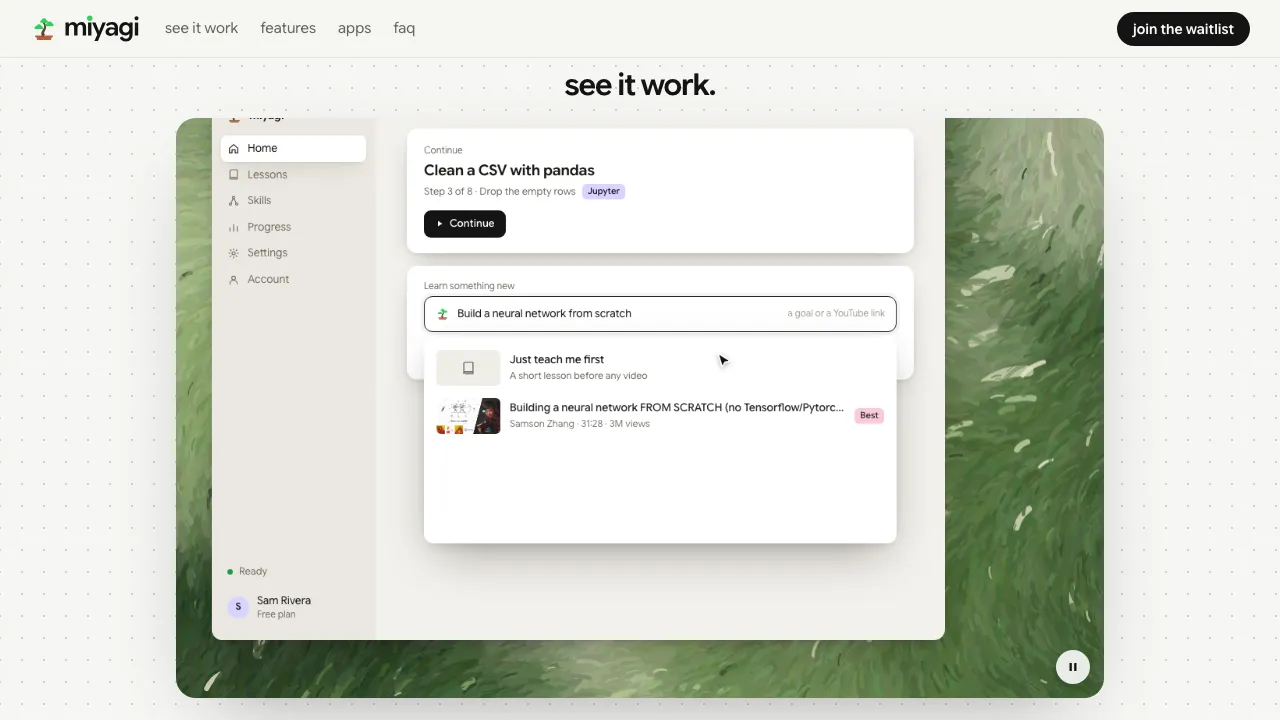 miyagi
see it work
features
apps
faq
join the waitlist
see it work.
Home
Lessons
Skills
Progress
Settings
Account
Ready
S
Sam Rivera
Free plan
Continue
Clean a CSV with pandas
Step 3 of 8 · Drop the empty rows
Jupyter
Continue
Learn something new
Build a neural network from scratch
a goal or a YouTube link
Just teach me first
A short lesson before any video
Building a neural network FROM SCRATCH (no Tensorflow/Pytorc...
Samson Zhang · 31:28 · 3M views
Best